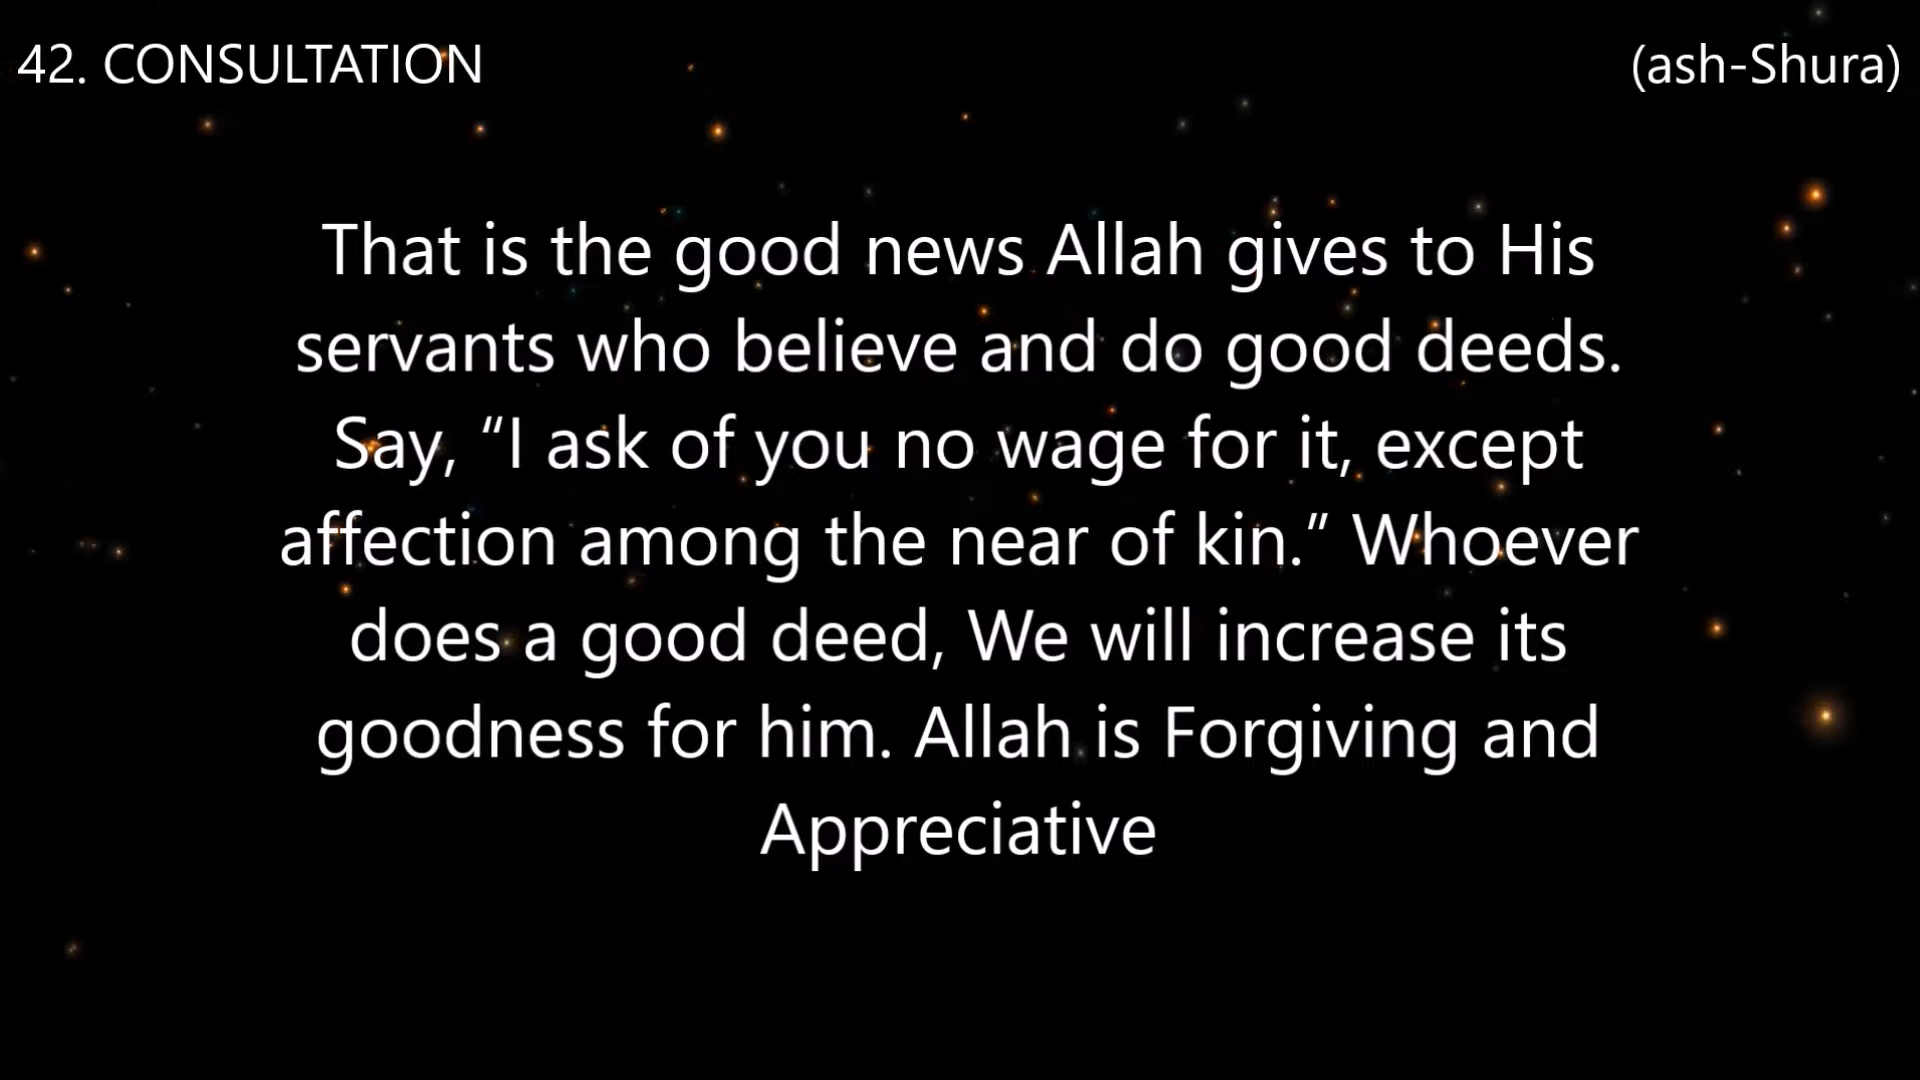 42. CONSULTATION (ash-Shura)
That is the good news Allah gives to His
servants who believe and do good deeds.
Say, “I ask of you no wage for it, except
affection among the near of kin.” Whoever
does a good deed, We will increase its
goodness for him. Allah is Forgiving and
Appreciative